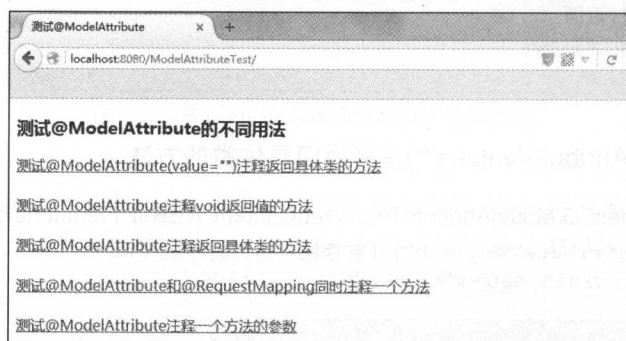 测试@ModelAttribute
localhost:8080/ModelAttributeTest/
测试@ModelAttribute的不同用法
测试@ModelAttribute(value="")注释返回具体类的方法
测试@ModelAttribute注释void返回值的方法
测试@ModelAttribute注释返回具体类的方法
测试@ModelAttribute和@RequestMapping同时注释一个方法
测试@ModelAttribute注释一个方法的参数